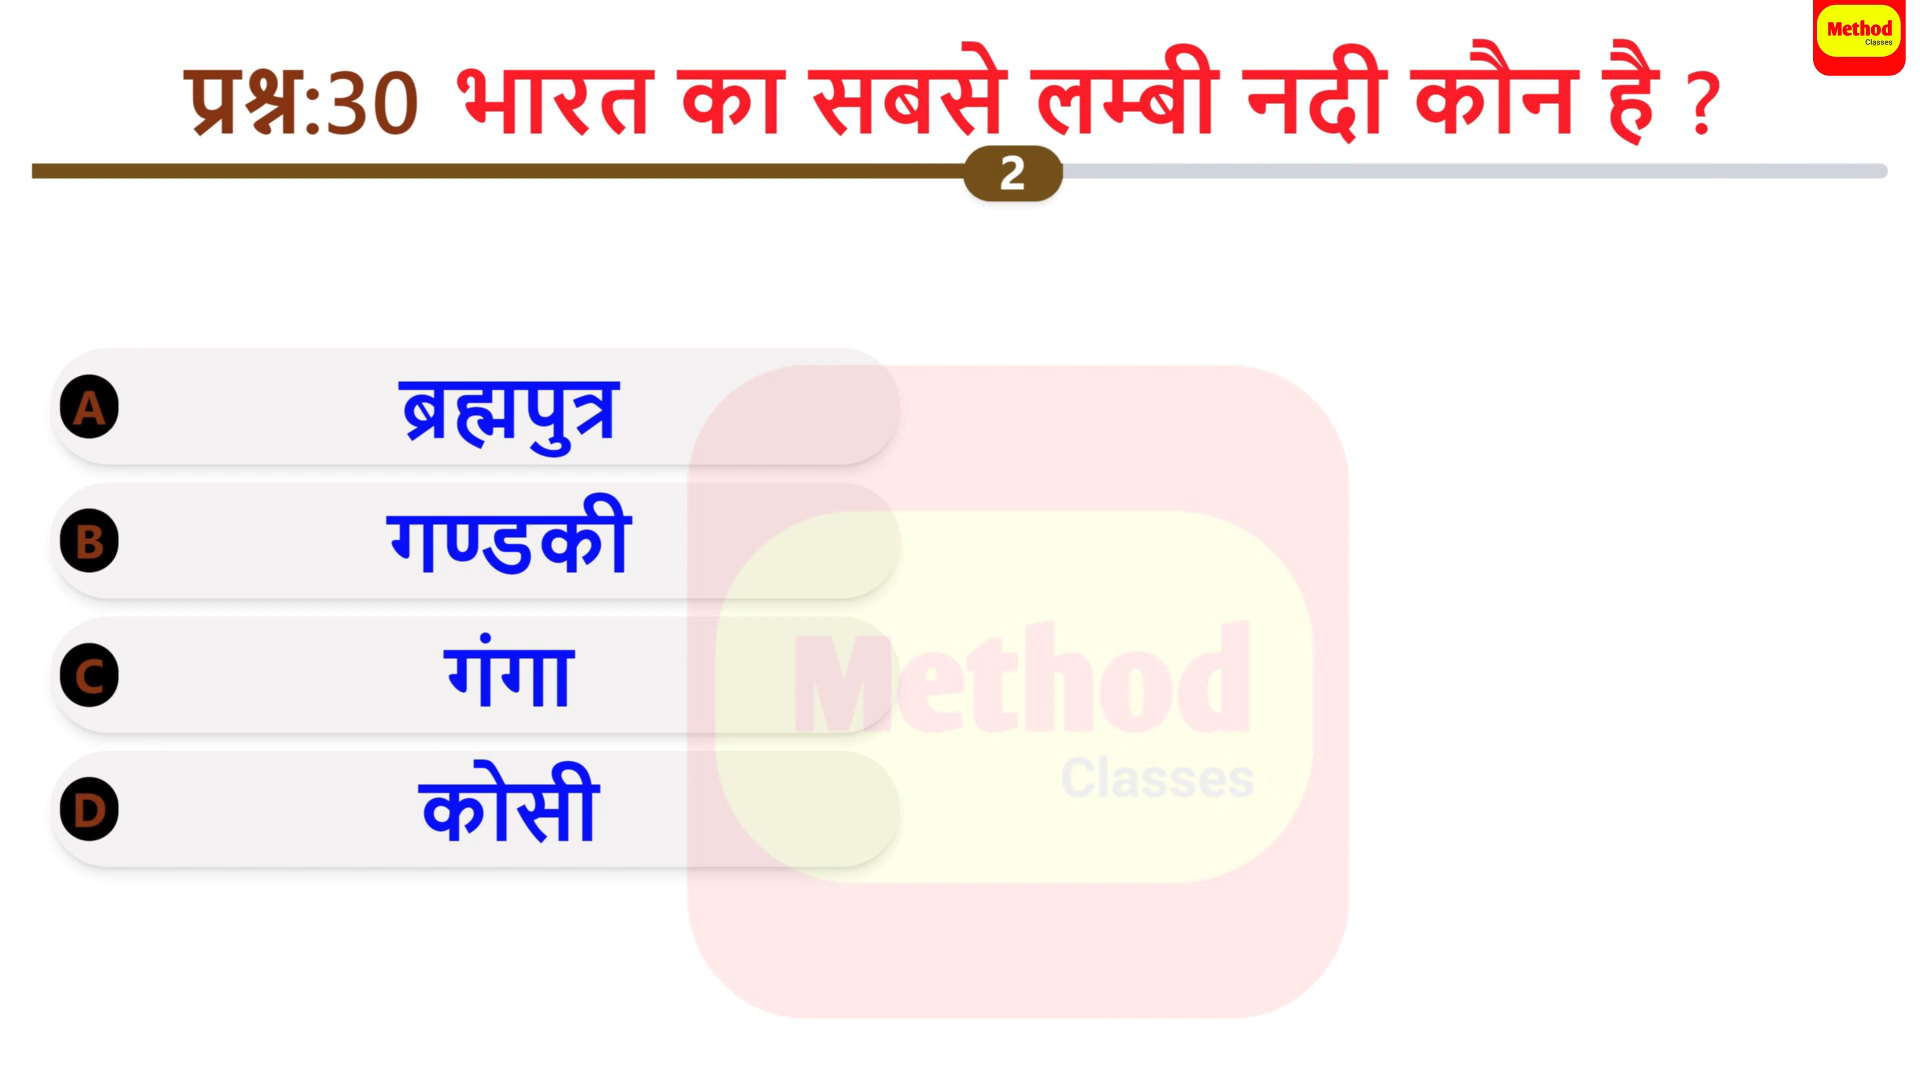 Method
Classes
प्रश्न:30 भारत का सबसे लम्बी नदी कौन है ?
2
A ब्रह्मपुत्र
B गण्डकी
C गंगा
D कोसी
Method
Classes